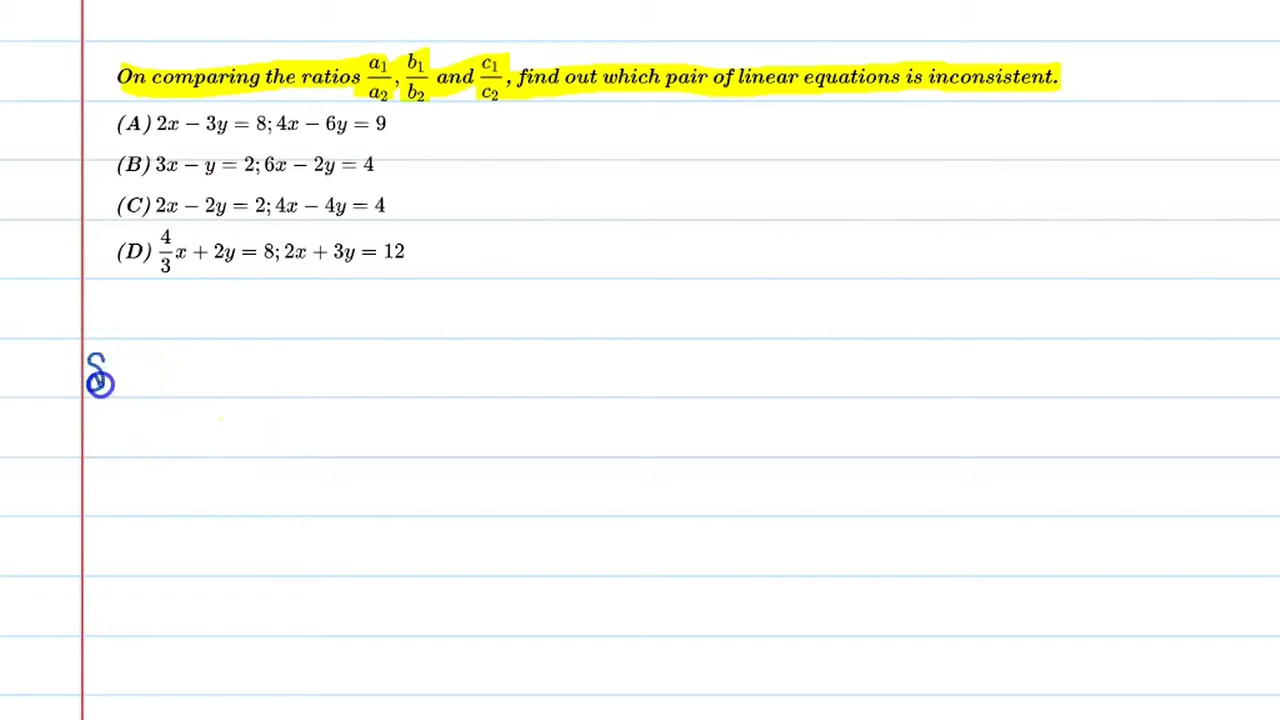 On comparing the ratios a₁/a₂, b₁/b₂ and c₁/c₂, find out which pair of linear equations is inconsistent.
(A) 2x − 3y = 8; 4x − 6y = 9
(B) 3x − y = 2; 6x − 2y = 4
(C) 2x − 2y = 2; 4x − 4y = 4
(D) 4/3 x + 2y = 8; 2x + 3y = 12